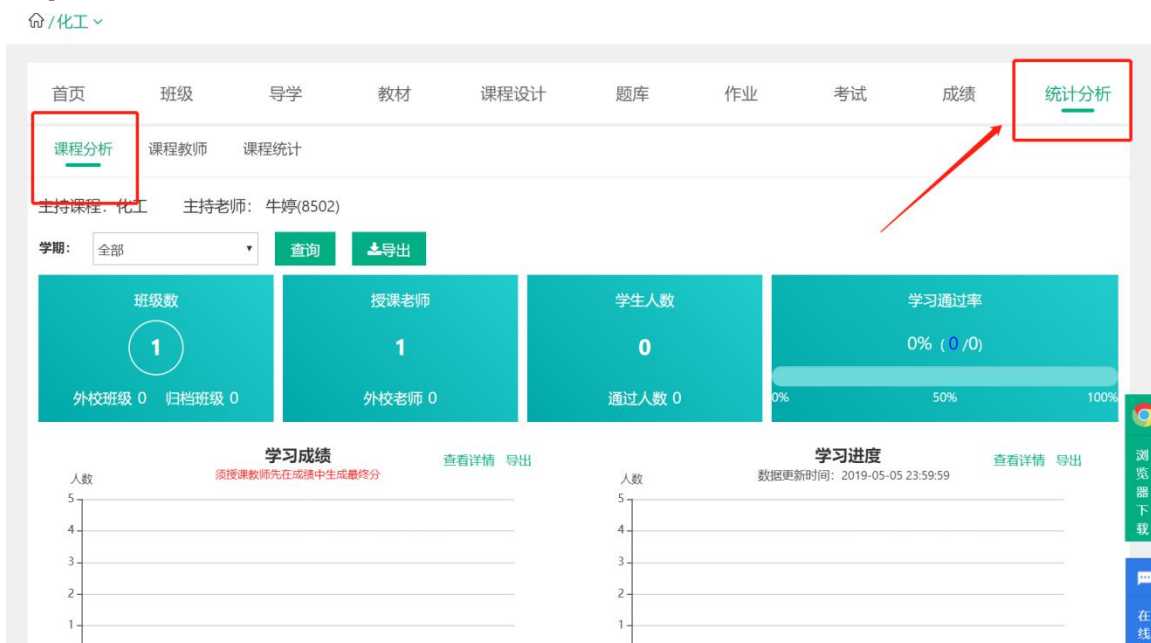 /化工
首页 班级 导学 教材 课程设计 题库 作业 考试 成绩 统计分析
课程分析 课程教师 课程统计
主持课程：化工 主持老师：牛婷(8502)
学期： 全部 查询 导出
班级数 授课老师 学生人数 学习通过率
1 1 0 0% ( 0 /0)
外校班级 0 归档班级 0 外校老师 0 通过人数 0 0% 50% 100%
学习成绩 查看详情 导出
须授课教师先在成绩中生成最终分
人数
5
4
3
2
1
学习进度 查看详情 导出
数据更新时间：2019-05-05 23:59:59
人数
5
4
3
2
1
浏览器下载
在线